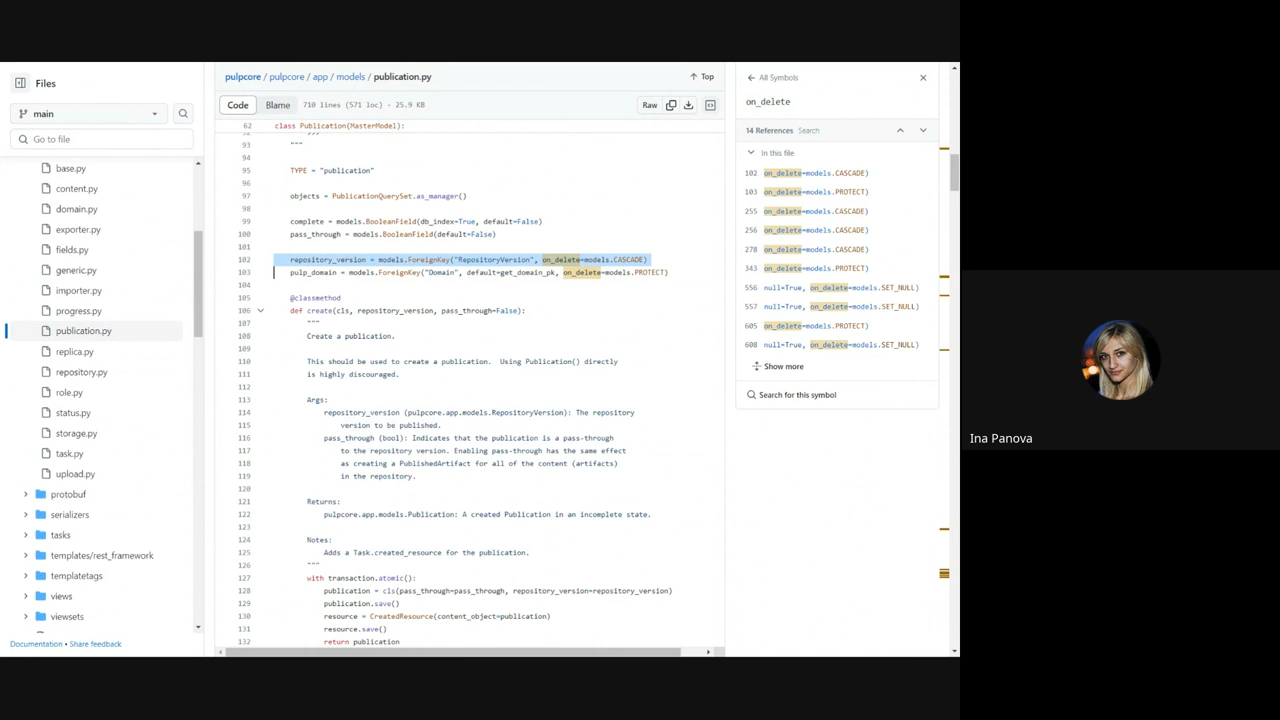 Files
main
Go to file
base.py
content.py
domain.py
exporter.py
fields.py
generic.py
importer.py
progress.py
publication.py
replica.py
repository.py
role.py
status.py
storage.py
task.py
upload.py
protobuf
serializers
tasks
templates/rest_framework
templatetags
views
viewsets
Documentation • Share feedback
pulpcore / pulpcore / app / models / publication.py
Top
Code Blame 710 lines (571 loc) · 25.9 KB
Raw
62 class Publication(MasterModel):
93 """
94
95 TYPE = "publication"
96
97 objects = PublicationQuerySet.as_manager()
98
99 complete = models.BooleanField(db_index=True, default=False)
100 pass_through = models.BooleanField(default=False)
101
102 repository_version = models.ForeignKey("RepositoryVersion", on_delete=models.CASCADE)
103 pulp_domain = models.ForeignKey("Domain", default=get_domain_pk, on_delete=models.PROTECT)
104
105 @classmethod
106 def create(cls, repository_version, pass_through=False):
107 """
108 Create a publication.
109
110 This should be used to create a publication. Using Publication() directly
111 is highly discouraged.
112
113 Args:
114 repository_version (pulpcore.app.models.RepositoryVersion): The repository
115 version to be published.
116 pass_through (bool): Indicates that the publication is a pass-through
117 to the repository version. Enabling pass-through has the same effect
118 as creating a PublishedArtifact for all of the content (artifacts)
119 in the repository.
120
121 Returns:
122 pulpcore.app.models.Publication: A created Publication in an incomplete state.
123
124 Notes:
125 Adds a Task.created_resource for the publication.
126 """
127 with transaction.atomic():
128 publication = cls(pass_through=pass_through, repository_version=repository_version)
129 publication.save()
130 resource = CreatedResource(content_object=publication)
131 resource.save()
132 return publication
All Symbols
on_delete
14 References Search
In this file
102 on_delete=models.CASCADE)
103 on_delete=models.PROTECT)
255 on_delete=models.CASCADE)
256 on_delete=models.CASCADE)
278 on_delete=models.CASCADE)
343 on_delete=models.PROTECT)
556 null=True, on_delete=models.SET_NULL)
557 null=True, on_delete=models.SET_NULL)
605 on_delete=models.PROTECT)
608 null=True, on_delete=models.SET_NULL)
Show more
Search for this symbol
Ina Panova